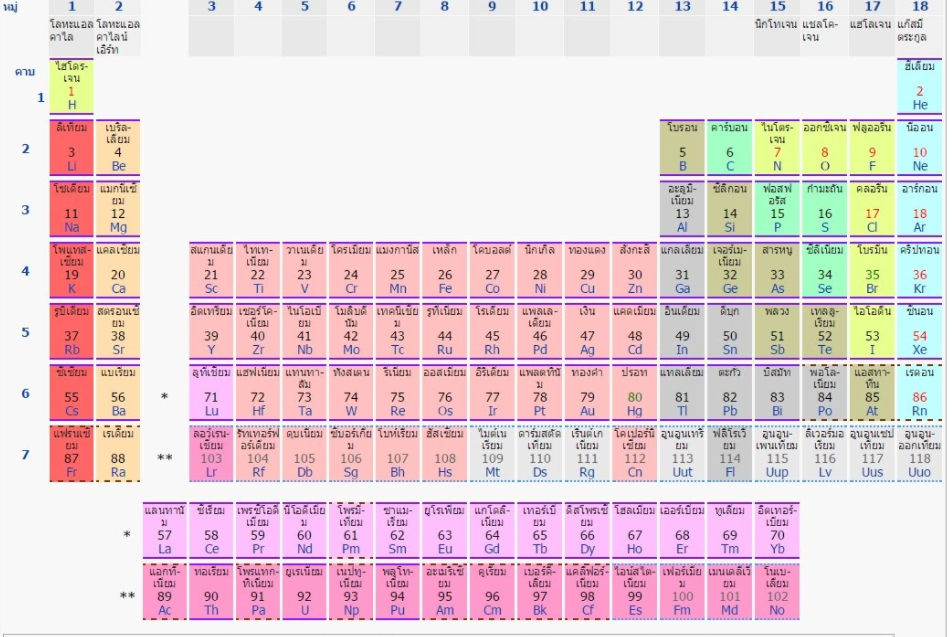 หมู่ 1 2 3 4 5 6 7 8 9 10 11 12 13 14 15 16 17 18
โลหะแอล โลหะแอล นิกโทเจน แชลโค- แฮโลเจน แก๊สมี
คาไล คาไลน์ เจน ตระกูล
เอิร์ท
คาบ
ไฮโดร- ฮีเลียม
เจน
1 1 2
H He
ลิเทียม เบริล- โบรอน คาร์บอน ไนโตร- ออกซิเจน ฟลูออรีน นีออน
เลียม เจน
2 3 4 5 6 7 8 9 10
Li Be B C N O F Ne
โซเดียม แมกนีเซี อะลูมิ- ซิลิกอน ฟอสฟ กำมะถัน คลอรีน อาร์กอน
ยม เนียม อรัส
3 11 12 13 14 15 16 17 18
Na Mg Al Si P S Cl Ar
โพแทส- แคลเซียม สแกนเดีย ไทเท- วาเนเดีย โครเมียม แมงกานีส เหล็ก โคบอลต์ นิกเกิล ทองแดง สังกะสี แกลเลียม เจอร์เม- สารหนู ซีลีเนียม โบรมีน คริปทอน
เซียม ม เนียม ม เนียม
4 19 20 21 22 23 24 25 26 27 28 29 30 31 32 33 34 35 36
K Ca Sc Ti V Cr Mn Fe Co Ni Cu Zn Ga Ge As Se Br Kr
รูบิเดียม สตรอนเซี อิตเทรียม เซอร์โค- ไนโอเบี โมลิบดี เทคนีเซีย รูทีเนียม โรเดียม แพลเล- เงิน แคดเมียม อินเดียม ดีบุก พลวง เทลลู- ไอโอดีน ซีนอน
ยม เนียม ยม นัม ม เดียม เรียม
5 37 38 39 40 41 42 43 44 45 46 47 48 49 50 51 52 53 54
Rb Sr Y Zr Nb Mo Tc Ru Rh Pd Ag Cd In Sn Sb Te I Xe
ซีเซียม แบเรียม ลูทีเซียม แฮฟเนียม แทนทา- ทังสเตน รีเนียม ออสเมียม อิริเดียม แพลตทินั ทองคำ ปรอท แทลเลียม ตะกั่ว บิสมัท พอโล- แอสทา- เรดอน
ลัม ม เนียม ทีน
6 55 56 * 71 72 73 74 75 76 77 78 79 80 81 82 83 84 85 86
Cs Ba Lu Hf Ta W Re Os Ir Pt Au Hg Tl Pb Bi Po At Rn
แฟรนเซี เรเดียม ลอว์เรน- รัทเทอร์ฟ ดุบเนียม ซีบอร์เกีย โบห์เรียม ฮัสเซียม ไมต์เน ดาร์มสตัด เรินต์เก โคเปอร์นิ อูนอูนเทรี ฟลีโรเวี อูนอูน- ลิเวอร์มอ อูนอูนเซป อูนอูน-
ยม เซียม อร์เดียม ม เรียม เทียม เนียม เซียม ยม ยม เพนเทียม เรียม เทียม ออกเทียม
7 87 88 ** 103 104 105 106 107 108 109 110 111 112 113 114 115 116 117 118
Fr Ra Lr Rf Db Sg Bh Hs Mt Ds Rg Cn Uut Fl Uup Lv Uus Uuo
แลนทานั ซีเรียม เพรซีโอดี นีโอดีเมีย โพรมี- ซาแมเ- ยูโรเพียม แกโดลิ- เทอร์เบี ดิสโพรเซี โฮลเมียม เออร์เบียม ทูเลียม อิตเทอร์-
ม เมียม ม เทียม รียม เนียม ยม ยม เบียม
* 57 58 59 60 61 62 63 64 65 66 67 68 69 70
La Ce Pr Nd Pm Sm Eu Gd Tb Dy Ho Er Tm Yb
แอกทิ- ทอเรียม โพรแทก- ยูเรเนียม เนปทู- พลูโท- อะเมริเซี คูเรียม เบอร์คี- แคลิฟอร์- ไอน์สไต- เฟอร์เมีย เมนเดลีเวี โนเบ-
เนียม ทิเนียม เนียม เนียม ยม เลียม เนียม เนียม ม ยม เลียม
** 89 90 91 92 93 94 95 96 97 98 99 100 101 102
Ac Th Pa U Np Pu Am Cm Bk Cf Es Fm Md No